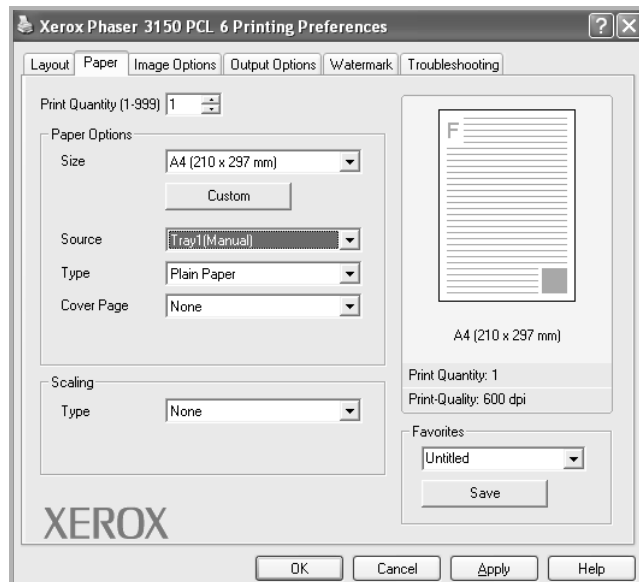 Xerox Phaser 3150 PCL 6 Printing Preferences
Layout Paper Image Options Output Options Watermark Troubleshooting
Print Quantity (1-999) 1
Paper Options
Size A4 (210 x 297 mm)
Custom
Source Tray1(Manual)
Type Plain Paper
Cover Page None
Scaling
Type None
XEROX
F
A4 (210 x 297 mm)
Print Quantity: 1
Print-Quality: 600 dpi
Favorites
Untitled
Save
OK Cancel Apply Help